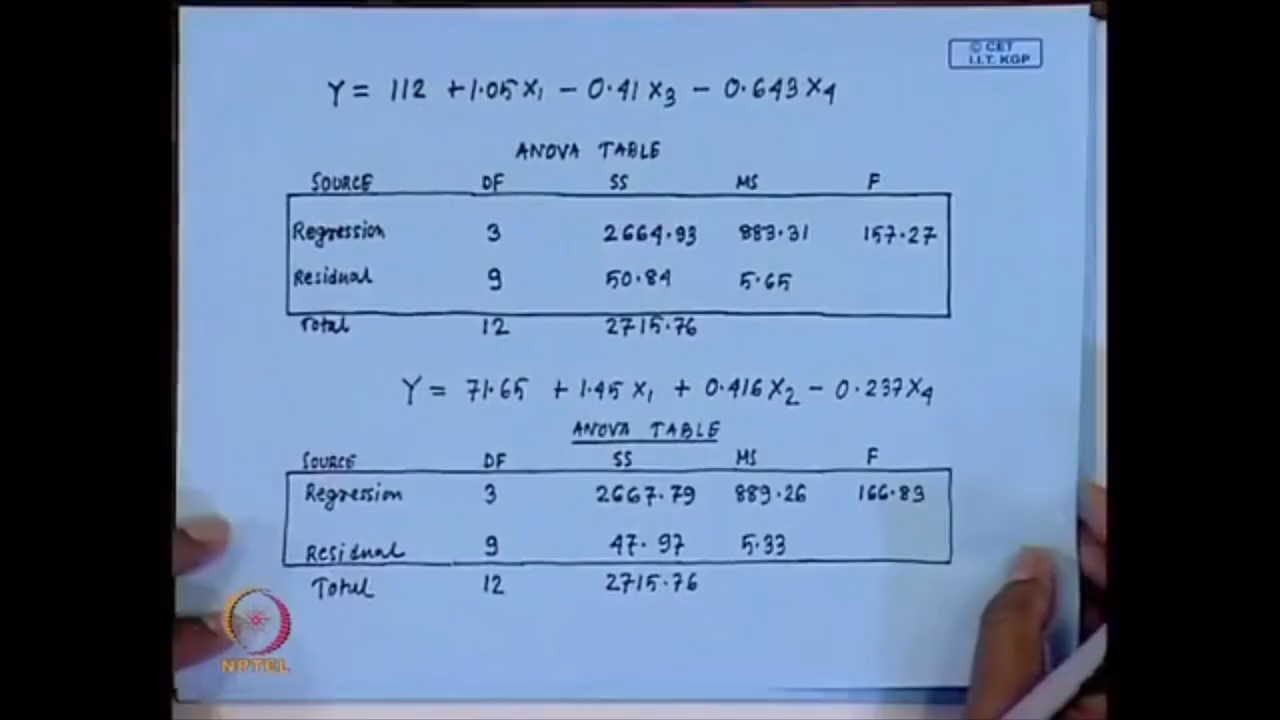 © CET
I.I.T. KGP
Y = 112 + 1.05 X1 - 0.41 X3 - 0.643 X4
ANOVA TABLE
SOURCE DF SS MS F
Regression 3 2664.93 883.31 157.27
Residual 9 50.84 5.65
Total 12 2715.76
Y = 71.65 + 1.45 X1 + 0.416 X2 - 0.237 X4
ANOVA TABLE
SOURCE DF SS MS F
Regression 3 2667.79 889.26 166.83
Residual 9 47.97 5.33
Total 12 2715.76
NPTEL